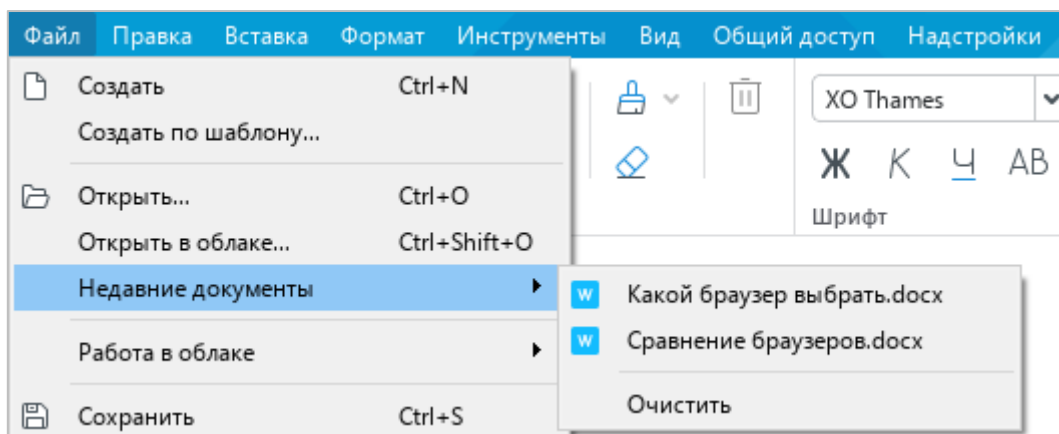 Файл Правка Вставка Формат Инструменты Вид Общий доступ Надстройки
Создать Ctrl+N
Создать по шаблону...
Открыть... Ctrl+O
Открыть в облаке... Ctrl+Shift+O
Недавние документы
Работа в облаке
Сохранить Ctrl+S
XO Thames
Ж К Ч АВ
Шрифт
W Какой браузер выбрать.docx
W Сравнение браузеров.docx
Очистить